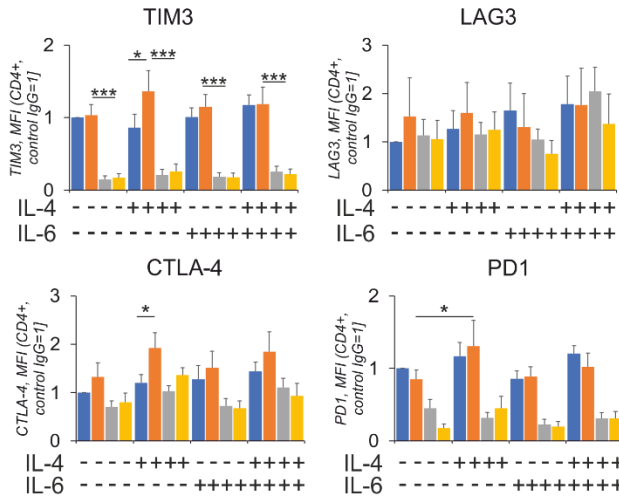 TIM3
TIM3, MFI (CD4+,
control IgG=1]
2
1
0
*
***
***
***
***
IL-4 - - - - + + + + - - - - + + + +
IL-6 - - - - - - - - + + + + + + + +
LAG3
LAG3, MFI (CD4+,
control IgG=1]
3
2
1
0
IL-4 - - - - + + + + - - - - + + + +
IL-6 - - - - - - - - + + + + + + + +
CTLA-4
CTLA-4, MFI (CD4+,
control IgG=1]
3
2
1
0
*
IL-4 - - - - + + + + - - - - + + + +
IL-6 - - - - - - - - + + + + + + + +
PD1
PD1, MFI (CD4+,
control IgG=1]
2
1
0
*
IL-4 - - - - + + + + - - - - + + + +
IL-6 - - - - - - - - + + + + + + + +